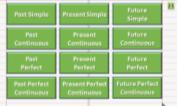 Past Simple Present Simple Future Simple
Past Continuous Present Continuous Future Continuous
Past Perfect Present Perfect Future Perfect
Past Perfect Continuous Present Perfect Continuous Future Perfect Continuous